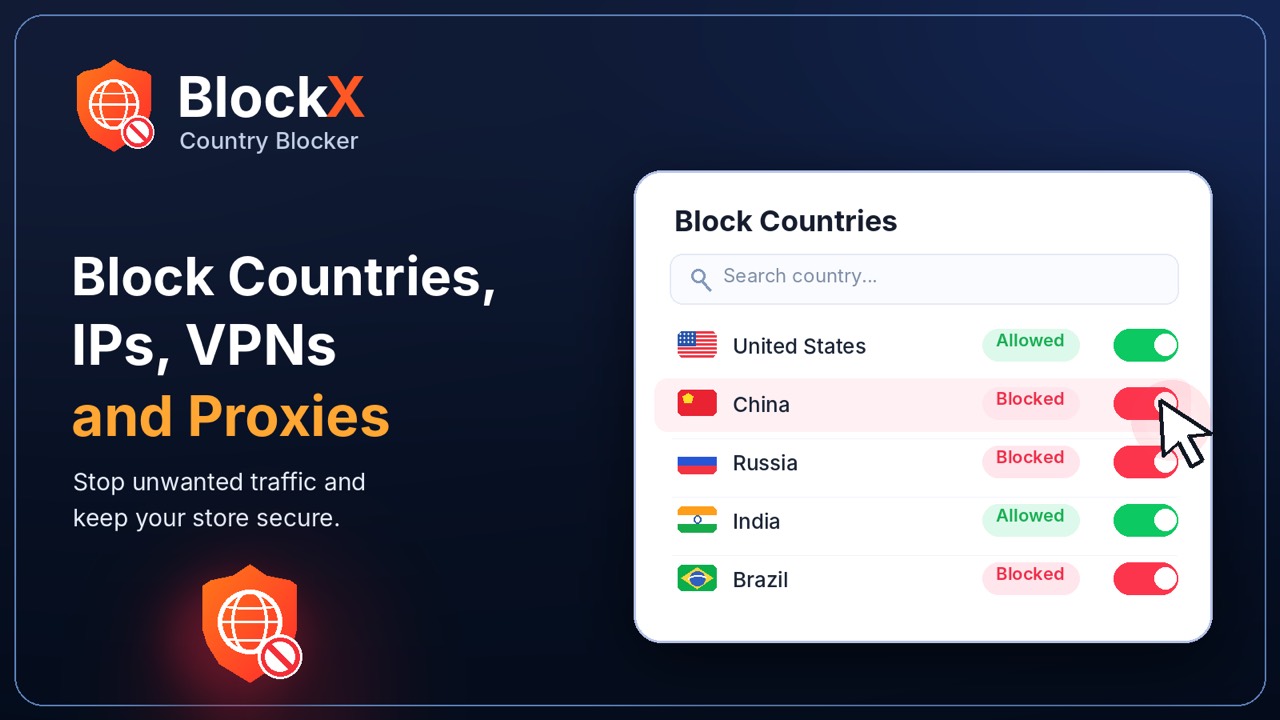 BlockX
Country Blocker
Block Countries,
IPs, VPNs
and Proxies
Stop unwanted traffic and
keep your store secure.
Block Countries
Search country...
United States Allowed
China Blocked
Russia Blocked
India Allowed
Brazil Blocked